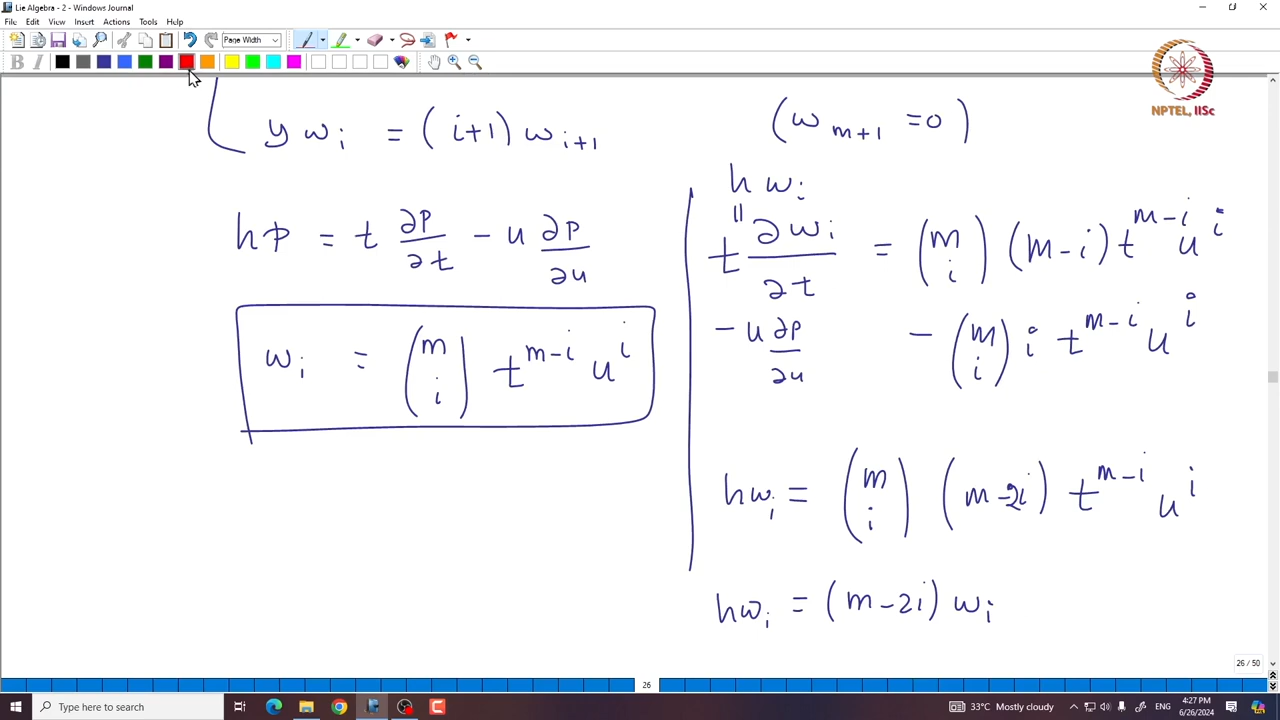 Lie Algebra - 2 - Windows Journal
File Edit View Insert Actions Tools Help
Page Width
B I
NPTEL, IISc
y w_i = (i+1) w_{i+1} (w_{m+1} = 0)
h p = t ∂p/∂t - u ∂p/∂u
w_i = (m i) t^{m-i} u^i
h w_i
"
t ∂w_i/∂t = (m i) (m-i) t^{m-i} u^i
- u ∂p/∂u - (m i) i t^{m-i} u^i
h w_i = (m i) (m-2i) t^{m-i} u^i
h w_i = (m-2i) w_i
26 / 50
26
Type here to search
33°C Mostly cloudy
ENG
4:27 PM
6/26/2024